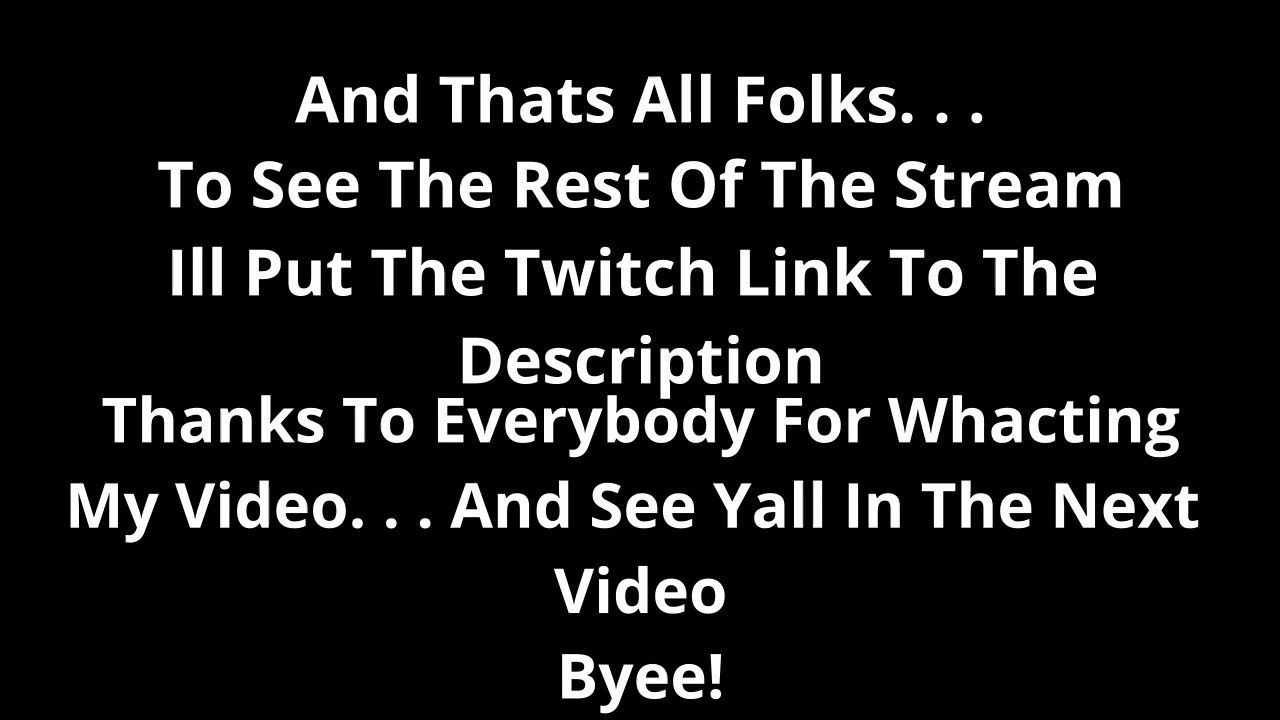 And Thats All Folks. . .
To See The Rest Of The Stream
Ill Put The Twitch Link To The
Description
Thanks To Everybody For Whacting
My Video. . . And See Yall In The Next
Video
Byee!